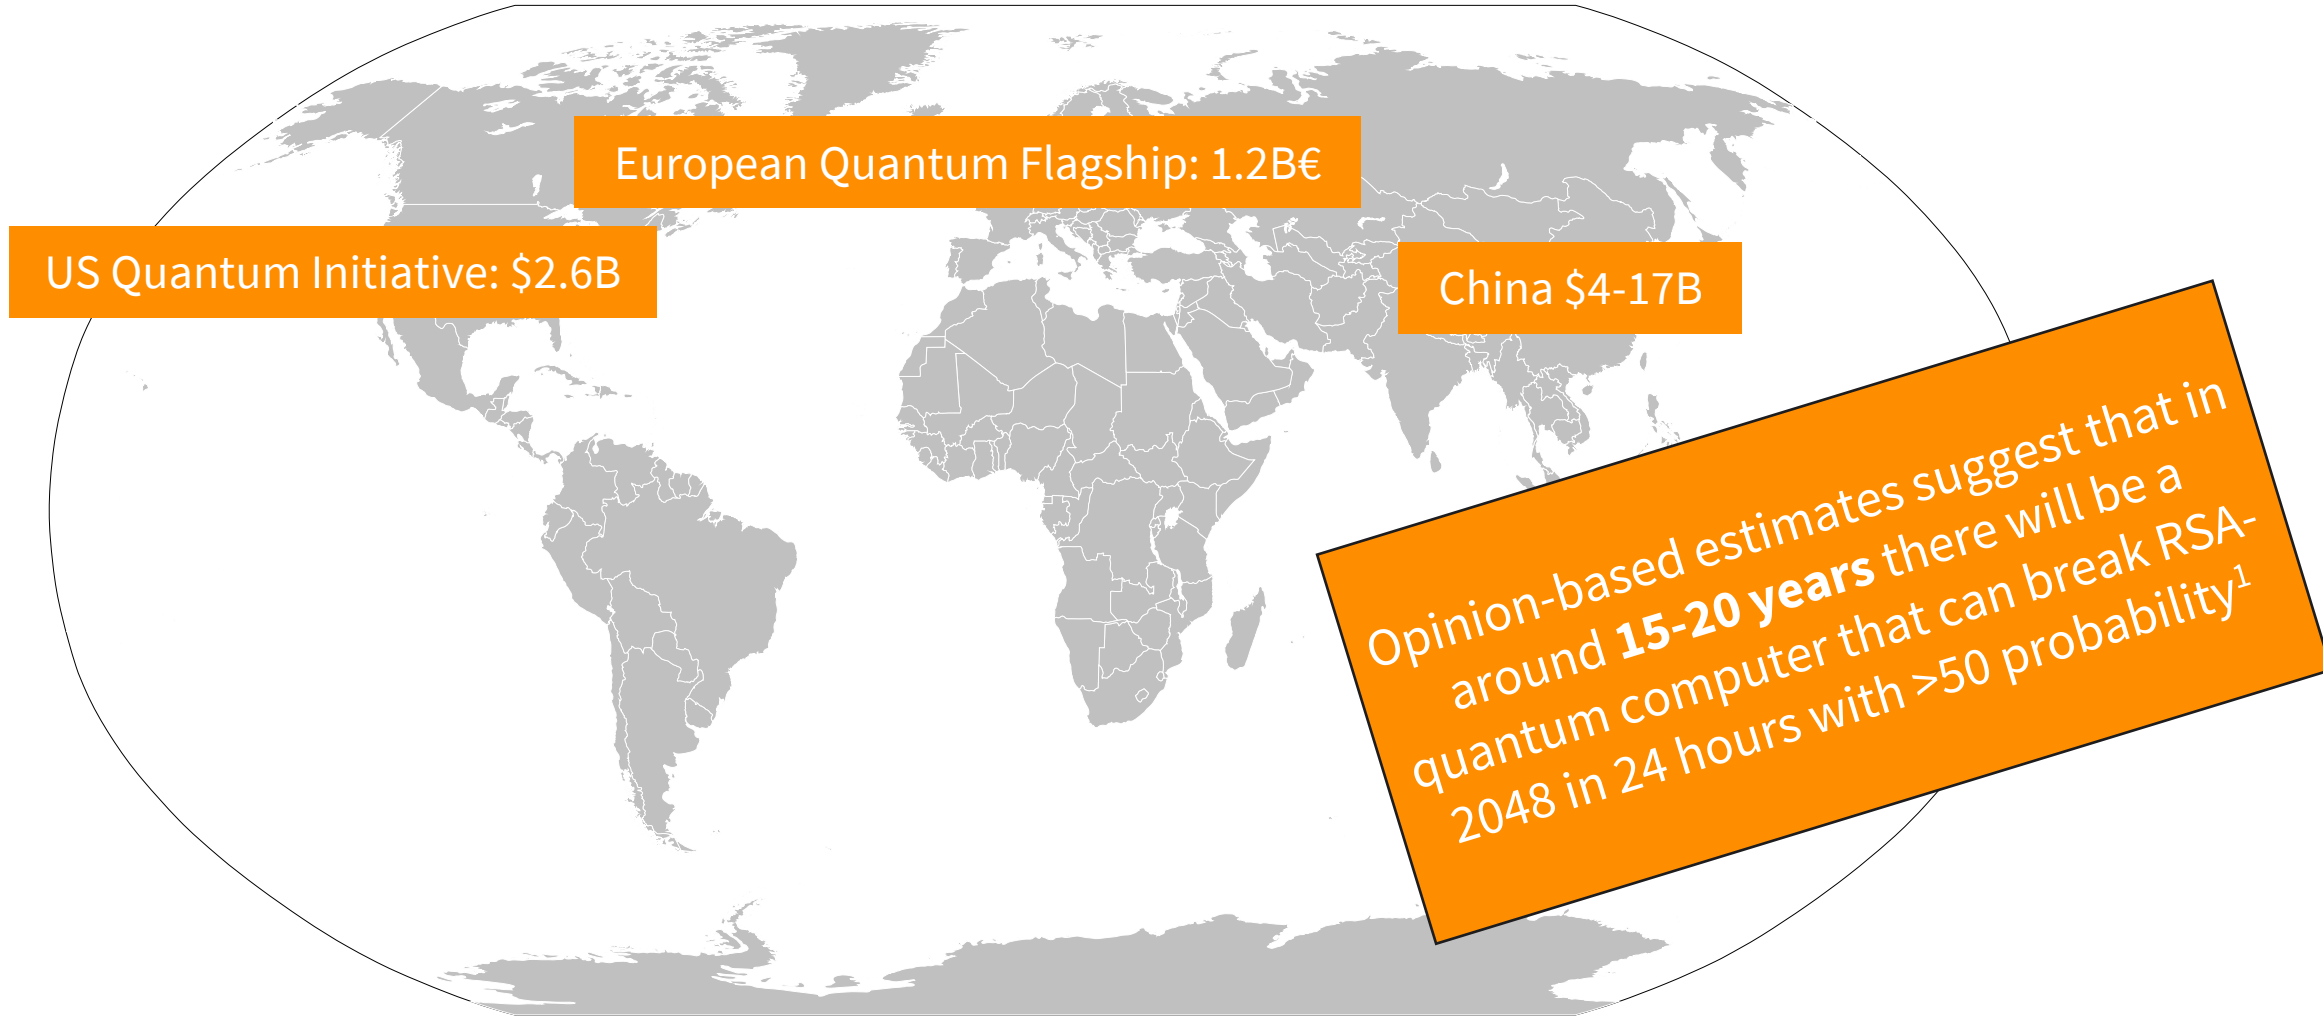 European Quantum Flagship: 1.2B€
US Quantum Initiative: $2.6B
China $4-17B
Opinion-based estimates suggest that in
around 15-20 years there will be a
quantum computer that can break RSA-
2048 in 24 hours with >50 probability¹